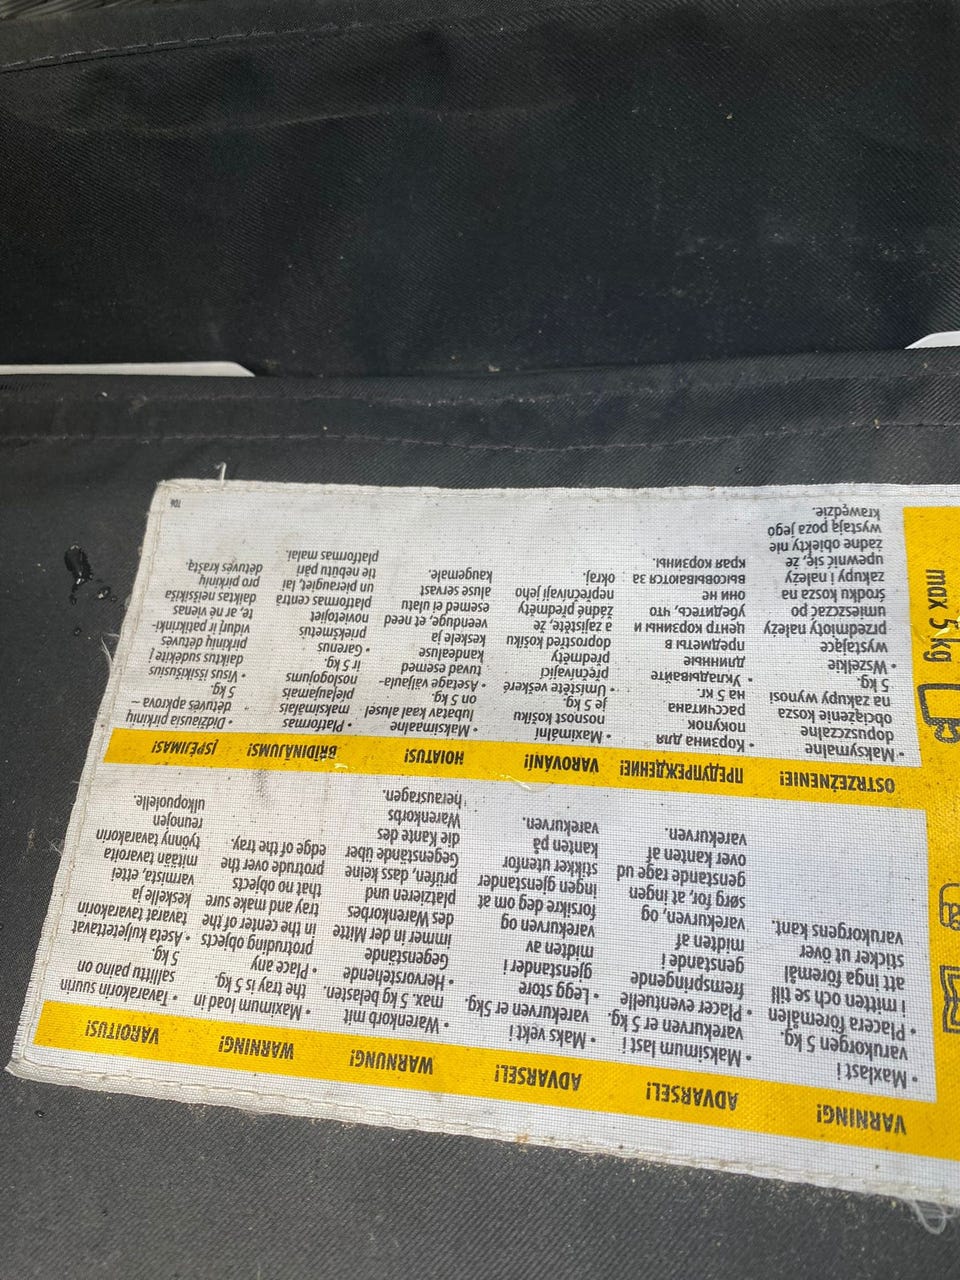 VARNING!
• Maxlast i
varukorgen 5 kg.
• Placera föremålen
i mitten och se till
att inga föremål
sticker ut över
varukorgens kant.
ADVARSEL!
• Maksimum last i
varekurven er 5 kg.
• Placer eventuelle
fremspringende
genstande i
midten af
varekurven, og
sørg for, at ingen
genstande rage ud
over kanten af
varekurven.
ADVARSEL!
• Maks vekt i
varekurven er 5kg.
• Legg store
gjenstander i
midten av
varekurven og
forsikre deg om at
ingen gjenstander
stikker utenfor
kanten på
varekurven.
WARNUNG!
• Warenkorb mit
max. 5 kg belasten.
• Hervorstehende
Gegenstände
immer in der Mitte
des Warenkorbes
platzieren und
prüfen, dass keine
Gegenstände über
die Kante des
Warenkorbs
herausragen.
WARNING!
• Maximum load in
the tray is 5 kg.
• Place any
protruding objects
in the center of the
tray and make sure
that no objects
protrude over the
edge of the tray.
VAROITUS!
• Tavarakorin suurin
sallittu paino on
5 kg.
• Aseta kuljetettavat
tavarat tavarakorin
keskelle ja
varmista, ettei
mitään tavaroita
työnny tavarakorin
reunojen
ulkopuolelle.
max 5 kg
OSTRZEŻENIE!
• Maksymalne
dopuszczalne
obciążenie kosza
na zakupy wynosi
5 kg.
• Wszelkie
wystające
przedmioty należy
umieszczać po
środku kosza na
zakupy i należy
upewnić się, że
żadne obiekty nie
wystają poza jego
krawędzie.
ПРЕДУПРЕЖДЕНИЕ!
• Корзина для
покупок
рассчитана
на 5 кг.
• Укладывайте
длинные
предметы в
центр корзины и
убедитесь, что
они не
высовываются за
края корзины.
VAROVÁNÍ!
• Maximální
nosnost košíku
je 5 kg.
• Umístěte veškeré
přečnívající
předměty
doprostřed košíku
a zajistěte, že
žádné předměty
nepřečnívají jeho
okraj.
HOIATUS!
• Maksimaalne
lubatav kaal alusel
on 5 kg.
• Asetage väljaula-
tuvad esemed
kandealuse
keskele ja
veenduge, et need
esemed ei ulatu
aluse servast
kaugemale.
BRĪDINĀJUMS!
• Platformas
maksimālais
pieļaujamais
noslogojums
ir 5 kg.
• Garenus
priekšmetus
novietojiet
platformas centrā
un pieraugiet, lai
tie nebutu pāri
platformas malai.
ĮSPĖJIMAS!
• Didžiausia pirkinių
detuvės apkrova –
5 kg.
• Visus išsikišusius
daiktus sudėkite į
pirkinių detuvės
vidurį ir patikrinki-
te, ar ne vienas
daiktas neišsikiša
pro pirkinių
detuvės kraštą.
T06